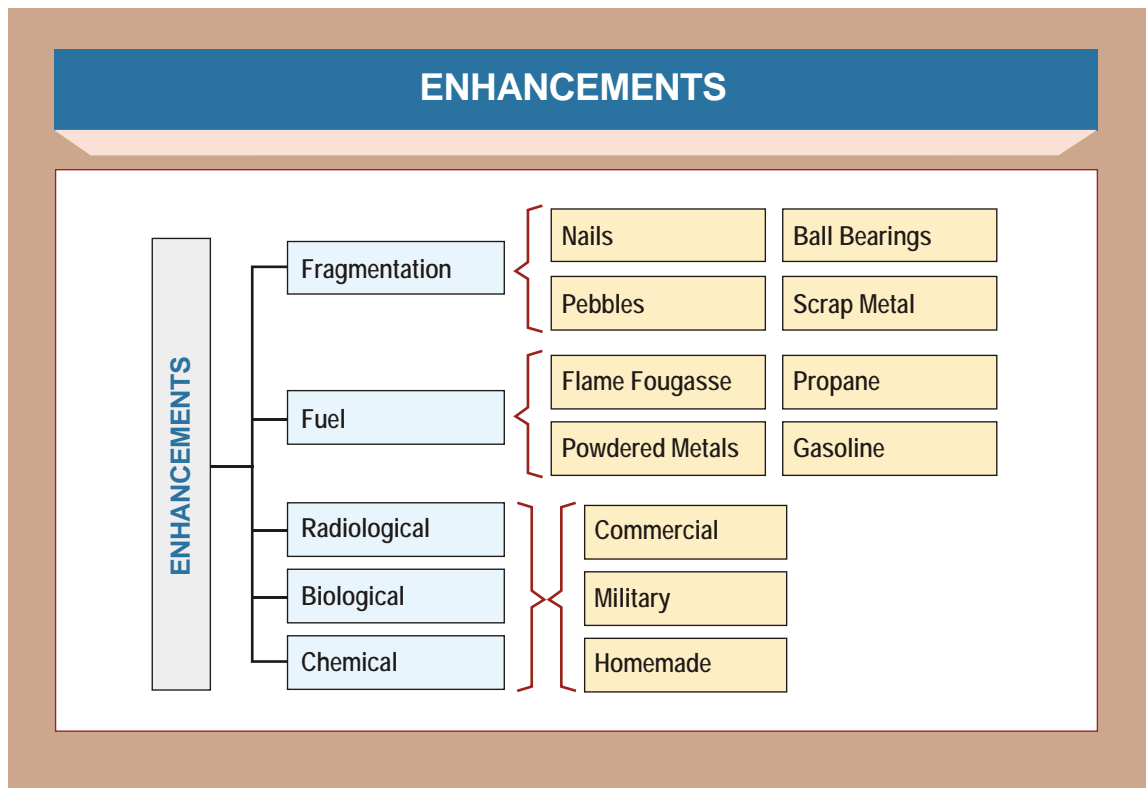 ENHANCEMENTS
ENHANCEMENTS
Fragmentation
Nails
Ball Bearings
Pebbles
Scrap Metal
Fuel
Flame Fougasse
Propane
Powdered Metals
Gasoline
Radiological
Biological
Chemical
Commercial
Military
Homemade